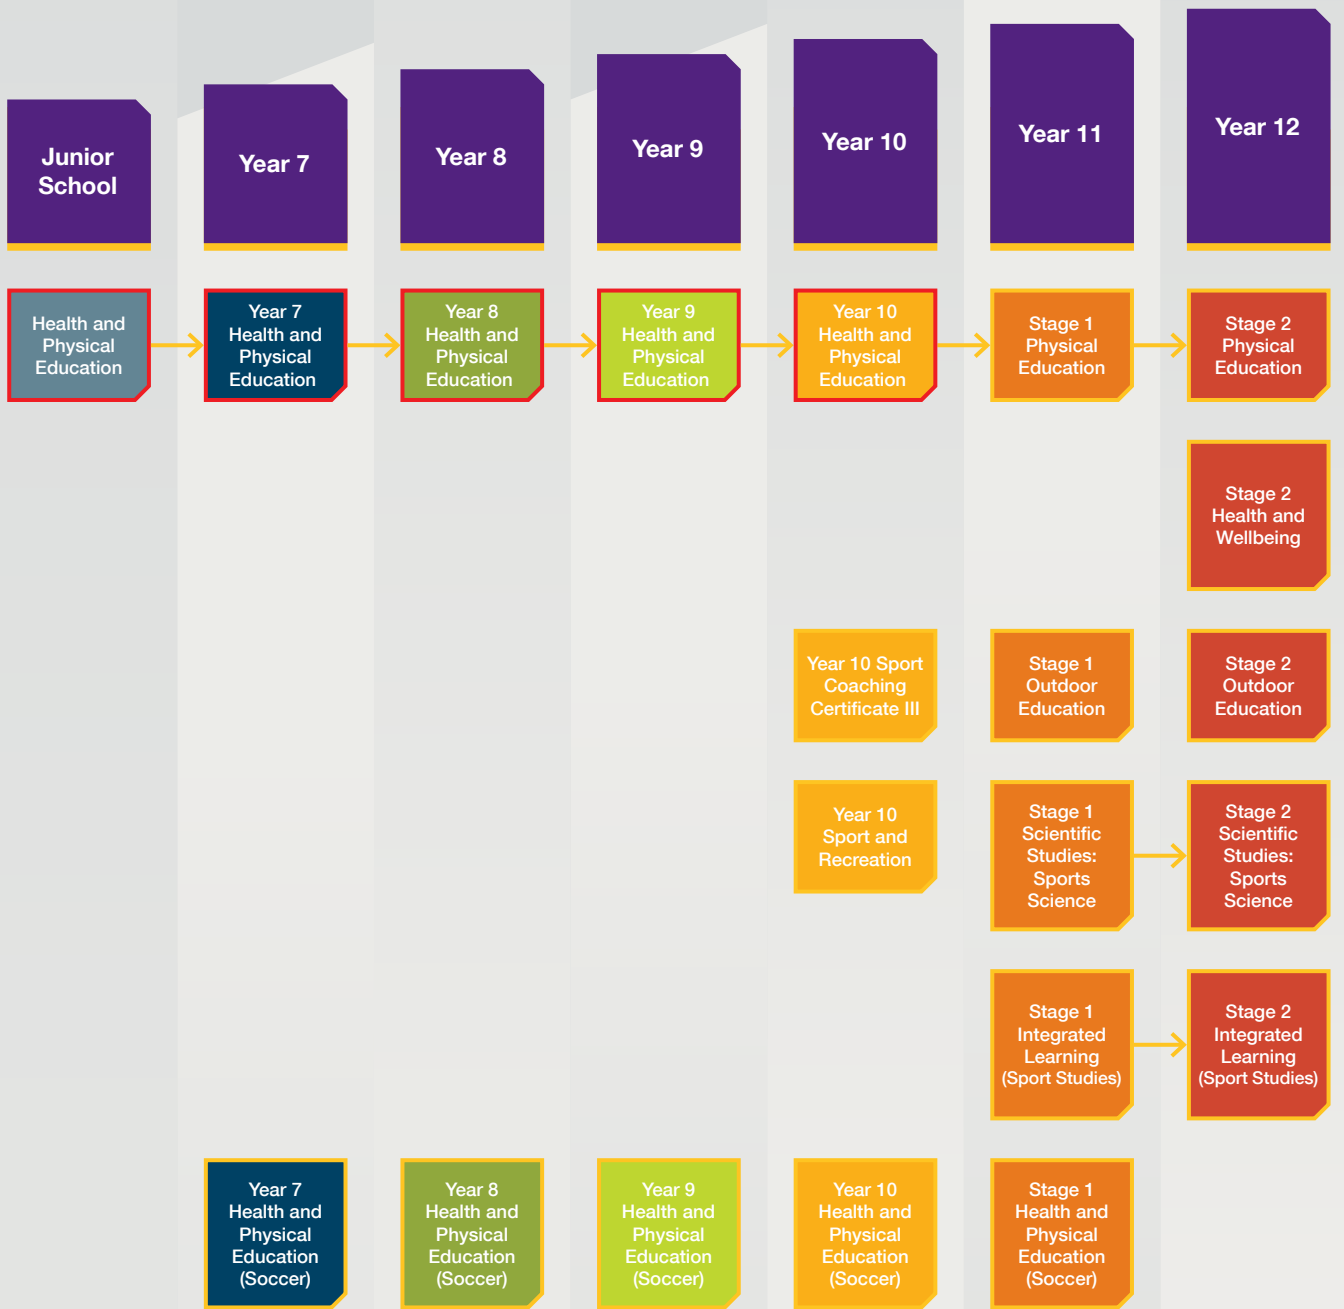 Junior
School
Year 7
Year 8
Year 9
Year 10
Year 11
Year 12
Health and
Physical
Education
Year 7
Health and
Physical
Education
Year 8
Health and
Physical
Education
Year 9
Health and
Physical
Education
Year 10
Health and
Physical
Education
Stage 1
Physical
Education
Stage 2
Physical
Education
Stage 2
Health and
Wellbeing
Year 10 Sport
Coaching
Certificate III
Stage 1
Outdoor
Education
Stage 2
Outdoor
Education
Year 10
Sport and
Recreation
Stage 1
Scientific
Studies:
Sports
Science
Stage 2
Scientific
Studies:
Sports
Science
Stage 1
Integrated
Learning
(Sport Studies)
Stage 2
Integrated
Learning
(Sport Studies)
Year 7
Health and
Physical
Education
(Soccer)
Year 8
Health and
Physical
Education
(Soccer)
Year 9
Health and
Physical
Education
(Soccer)
Year 10
Health and
Physical
Education
(Soccer)
Stage 1
Health and
Physical
Education
(Soccer)